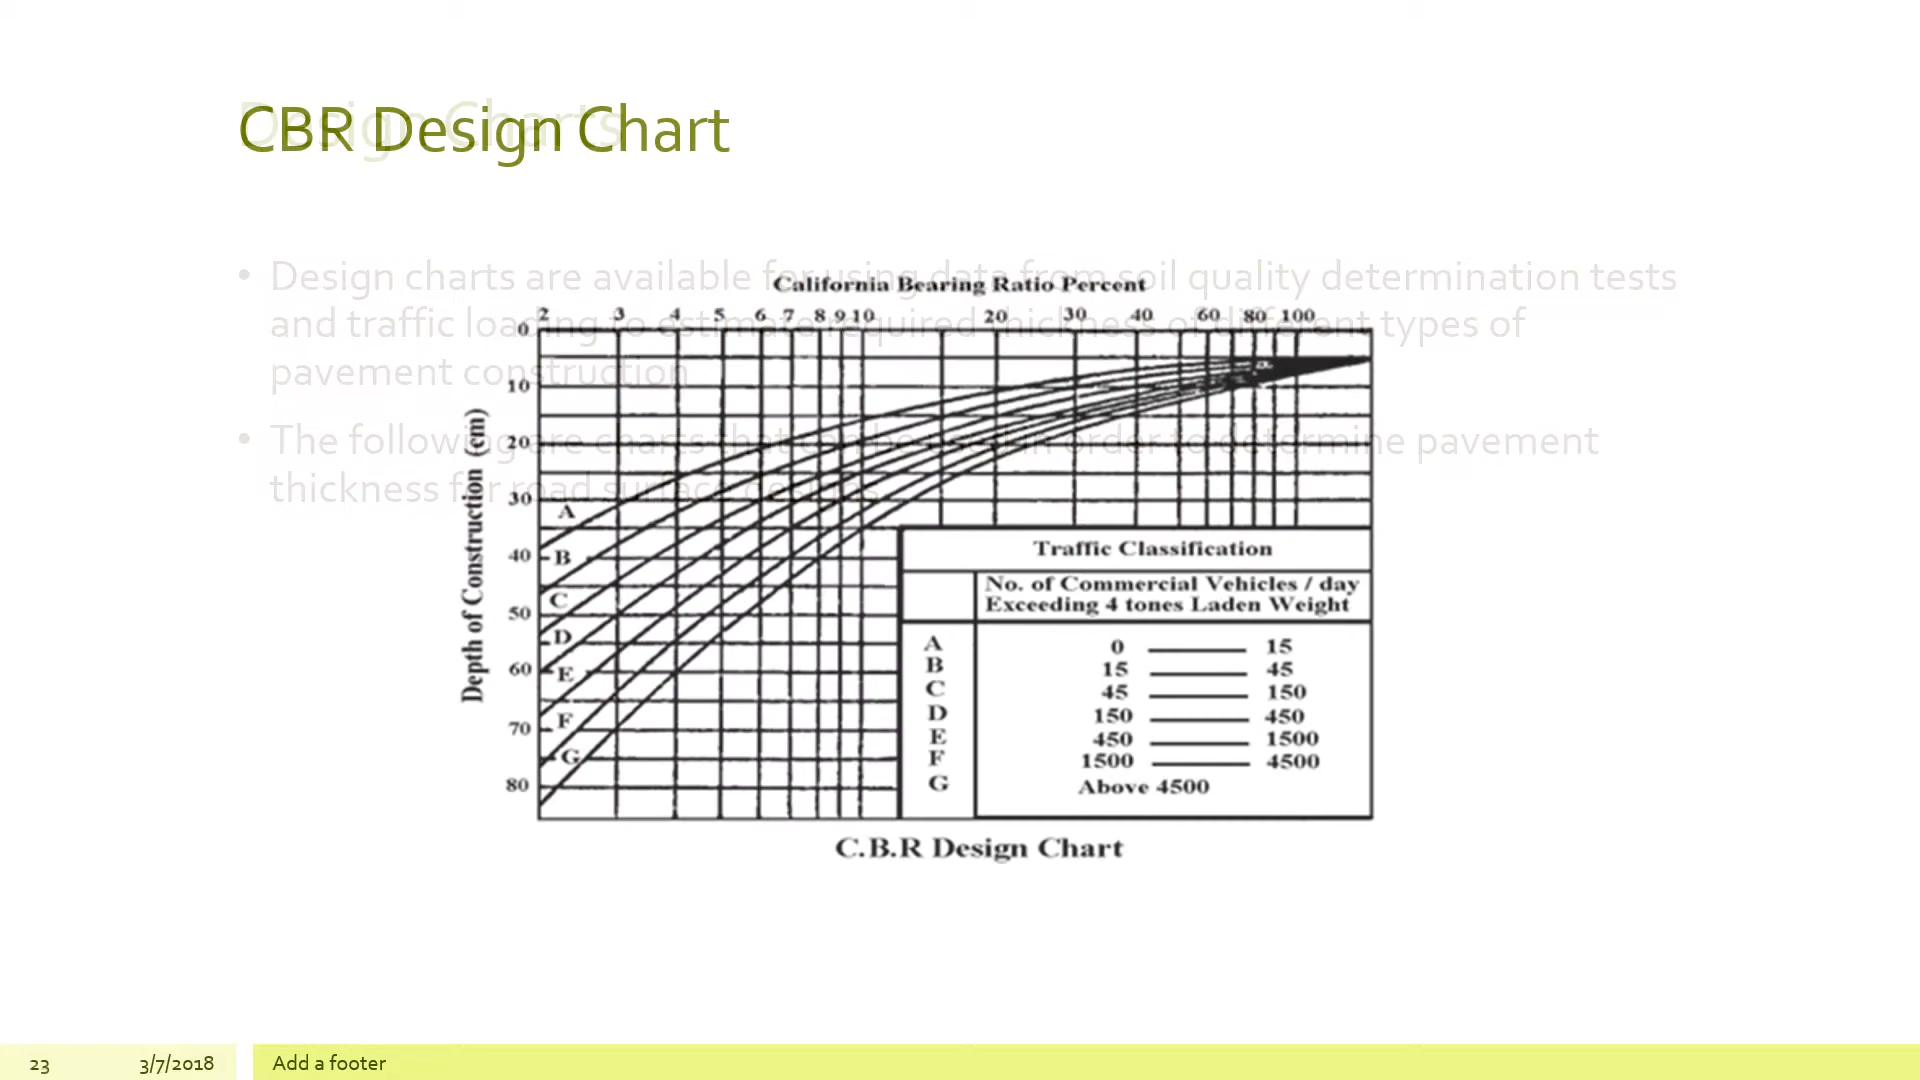 Design Charts
CBR Design Chart
• Design charts are available for using data from soil quality determination tests
and traffic loading to estimate required thickness of different types of
pavement construction
• The following are charts that can be used in order to determine pavement
thickness for road surface designs
California Bearing Ratio Percent
2 3 4 5 6 7 8 9 10 20 30 40 60 80 100
0
10
20
30
40
50
60
70
80
Depth of Construction (cm)
A
B
C
D
E
F
G
Traffic Classification
No. of Commercial Vehicles / day
Exceeding 4 tones Laden Weight
A 0 15
B 15 45
C 45 150
D 150 450
E 450 1500
F 1500 4500
G Above 4500
C.B.R Design Chart
23 3/7/2018 Add a footer